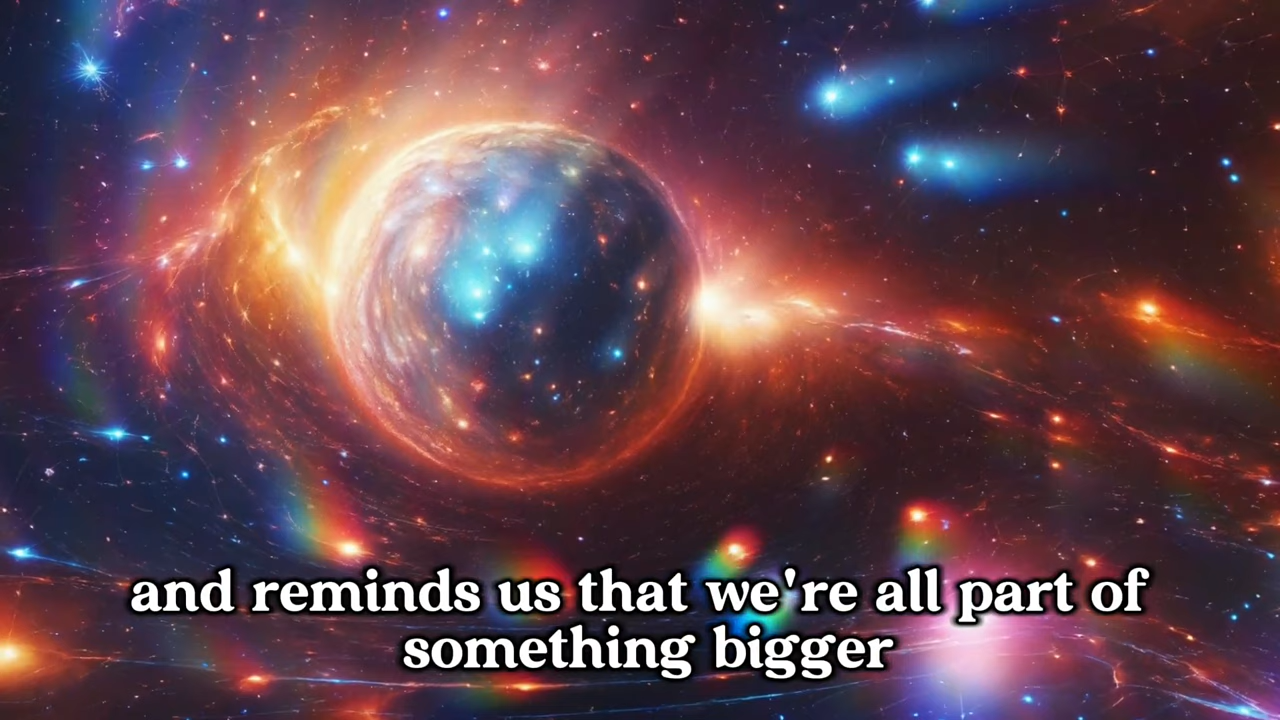 and reminds us that we're all part of
something bigger